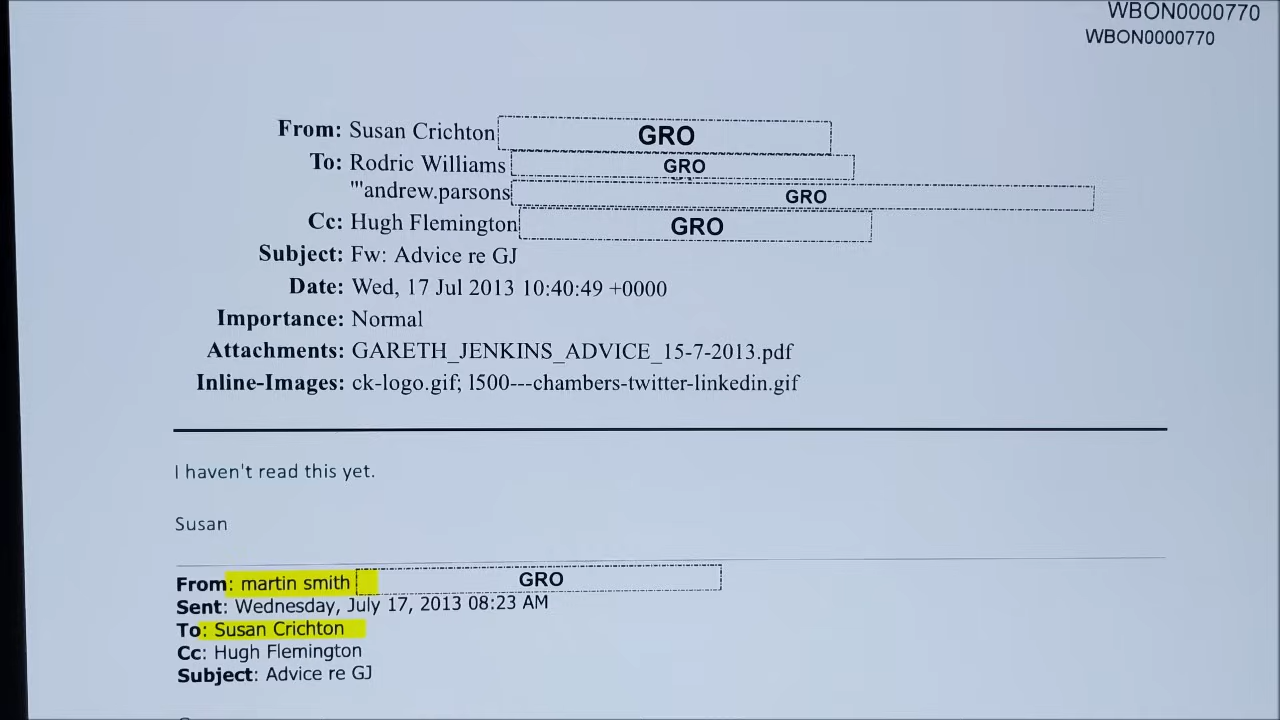 WBON0000770
WBON0000770
From: Susan Crichton GRO
To: Rodric Williams GRO
'"andrew.parsons GRO
Cc: Hugh Flemington GRO
Subject: Fw: Advice re GJ
Date: Wed, 17 Jul 2013 10:40:49 +0000
Importance: Normal
Attachments: GARETH_JENKINS_ADVICE_15-7-2013.pdf
Inline-Images: ck-logo.gif; l500---chambers-twitter-linkedin.gif
I haven't read this yet.
Susan
From: martin smith GRO
Sent: Wednesday, July 17, 2013 08:23 AM
To: Susan Crichton
Cc: Hugh Flemington
Subject: Advice re GJ